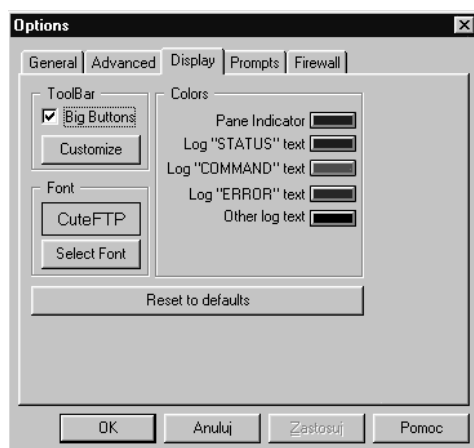 Options
General Advanced Display Prompts Firewall
ToolBar
Big Buttons
Customize
Font
CuteFTP
Select Font
Colors
Pane Indicator
Log "STATUS" text
Log "COMMAND" text
Log "ERROR" text
Other log text
Reset to defaults
OK Anuluj Zastosuj Pomoc